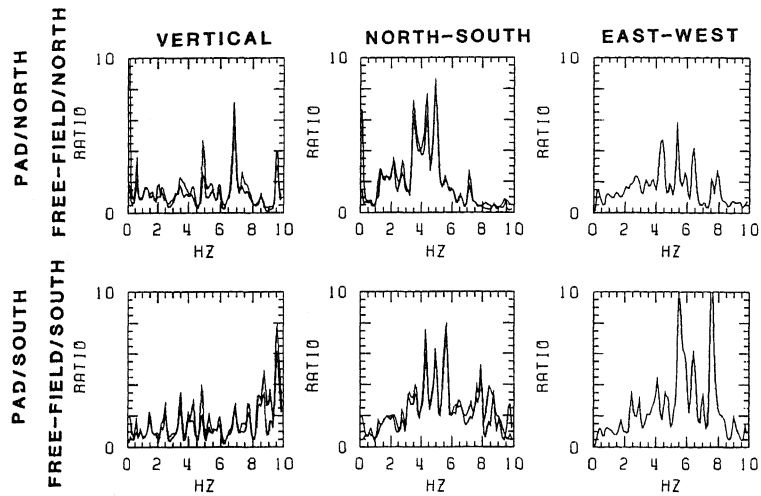 VERTICAL
NORTH-SOUTH
EAST-WEST
PAD/NORTH
FREE-FIELD/NORTH
RATIO
10
0
0 2 4 6 8 10
HZ
RATIO
10
0
0 2 4 6 8 10
HZ
RATIO
10
0
0 2 4 6 8 10
HZ
PAD/SOUTH
FREE-FIELD/SOUTH
RATIO
10
0
0 2 4 6 8 10
HZ
RATIO
10
0
0 2 4 6 8 10
HZ
RATIO
10
0
0 2 4 6 8 10
HZ